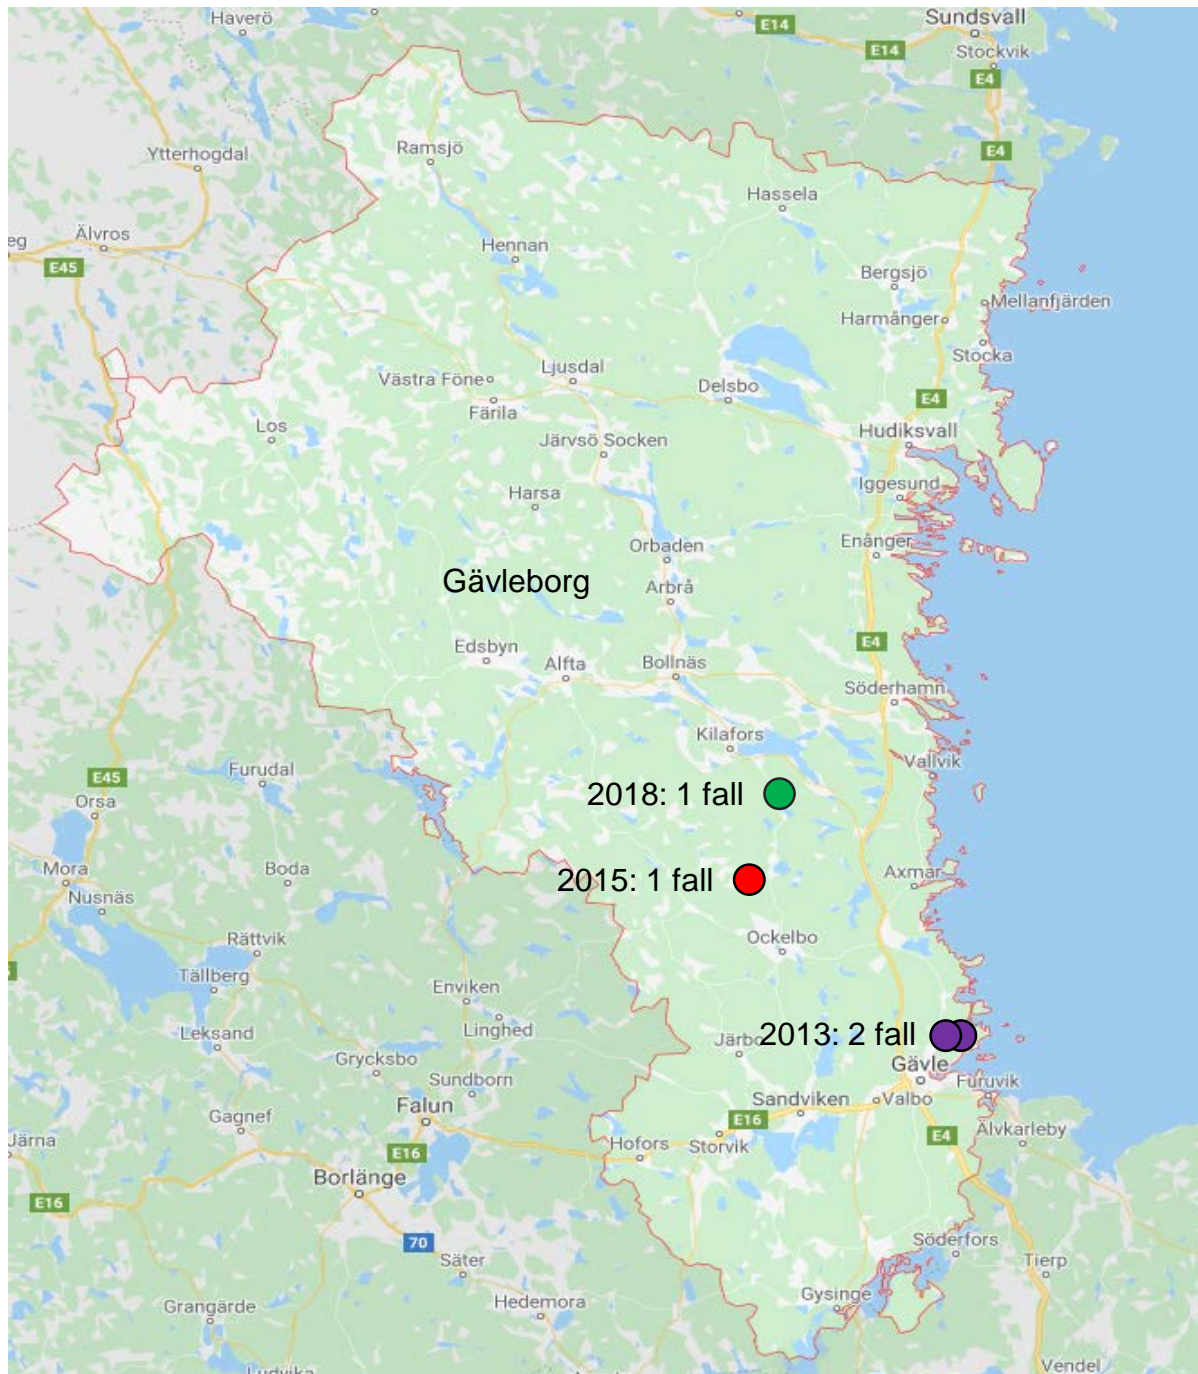 Haverö
Sundsvall
E14
E14
Stockvik
E4
Ytterhogdal
Ramsjö
E4
Hassela
Älvros
eg
E45
Hennan
Bergsjö
Mellanfjärden
Harmånger
Stocka
Ljusdal
Västra Föne
Delsbo
Färila
E4
Los
Hudiksvall
Järvsö Socken
Iggesund
Harsa
Orbaden
Enånger
Gävleborg
Arbrå
E4
Edsbyn
Alfta
Bollnäs
Söderhamn
Kilafors
Vallvik
E45
Furudal
2018: 1 fall
Orsa
Mora
Boda
2015: 1 fall
Axmar
Nusnäs
Rättvik
Ockelbo
Tällberg
Enviken
Leksand
Linghed
2013: 2 fall
Järbo
Grycksbo
Gävle
Sundborn
Furuvik
Falun
Sandviken
Valbo
Gagnef
E16
Järna
Hofors
Storvik
E4
Älvkarleby
E16
Borlänge
E16
70
Söderfors
Säter
Tierp
Grangärde
Hedemora
Gysinge
Ludvika
Vendel